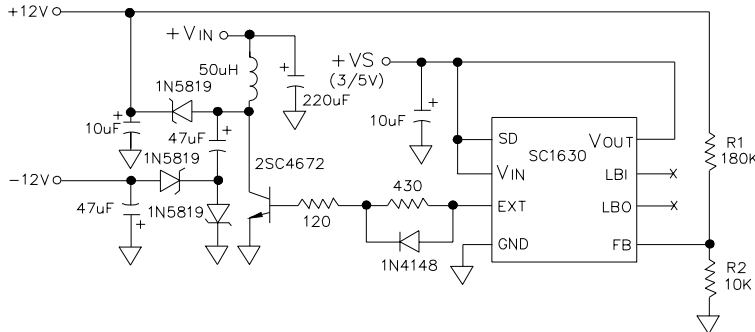 +12V
+VIN
50uH
+VS
(3/5V)
1N5819
+
220uF
+
10uF
+
47uF
+
10uF
SD
VOUT
SC1630
VIN
LBI
X
R1
180K
1N5819
2SC4672
-12V
430
EXT
LBO
X
47uF
+
1N5819
120
1N4148
GND
FB
R2
10K